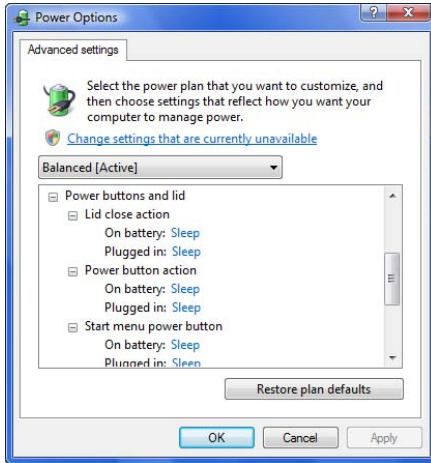 Power Options
Advanced settings
Select the power plan that you want to customize, and
then choose settings that reflect how you want your
computer to manage power.
Change settings that are currently unavailable
Balanced [Active]
Power buttons and lid
Lid close action
On battery: Sleep
Plugged in: Sleep
Power button action
On battery: Sleep
Plugged in: Sleep
Start menu power button
On battery: Sleep
Plugged in: Sleep
Restore plan defaults
OK
Cancel
Apply